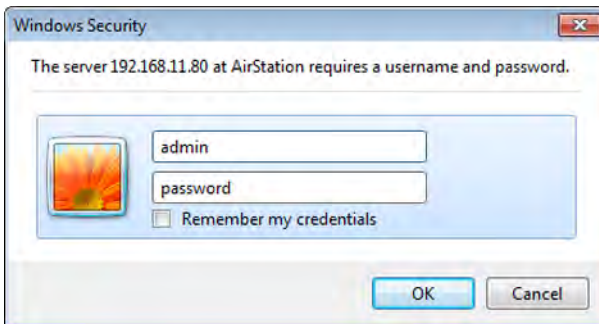 Windows Security
The server 192.168.11.80 at AirStation requires a username and password.
admin
password
Remember my credentials
OK Cancel